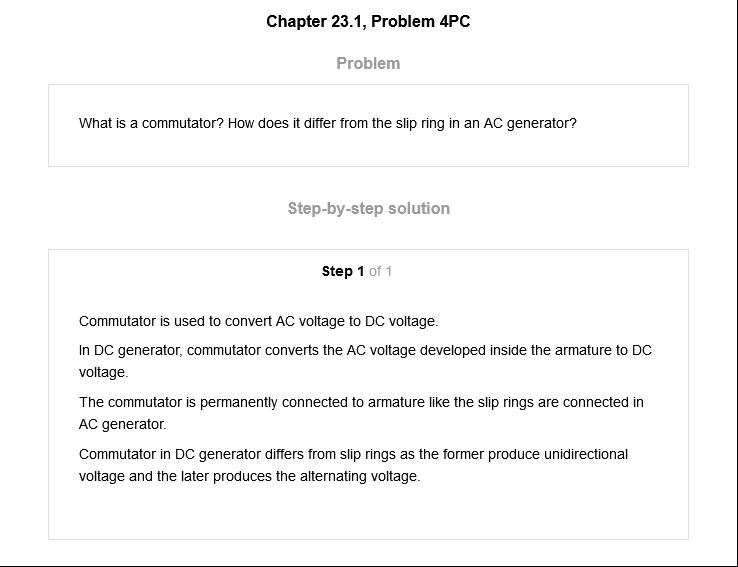 Chapter 23.1, Problem 4PC
Problem
What is a commutator? How does it differ from the slip ring in an AC generator?
Step-by-step solution
Step 1 of 1
Commutator is used to convert AC voltage to DC voltage.
In DC generator, commutator converts the AC voltage developed inside the armature to DC
voltage.
The commutator is permanently connected to armature like the slip rings are connected in
AC generator.
Commutator in DC generator differs from slip rings as the former produce unidirectional
voltage and the later produces the alternating voltage.